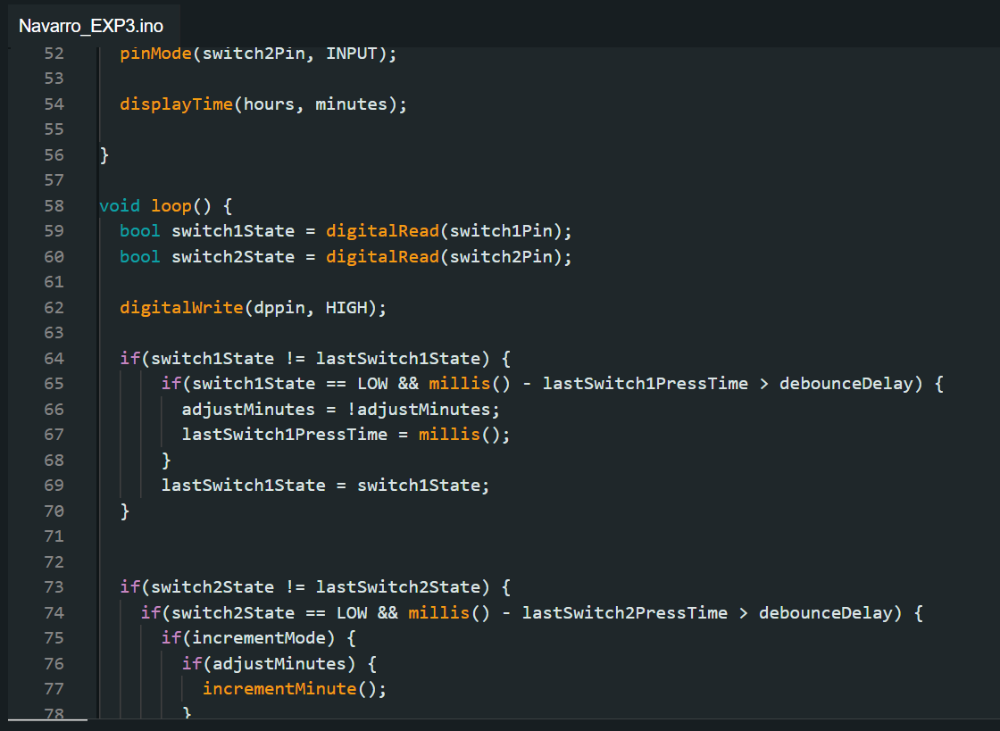 Navarro_EXP3.ino
52 pinMode(switch2Pin, INPUT);
53
54 displayTime(hours, minutes);
55
56 }
57
58 void loop() {
59 bool switch1State = digitalRead(switch1Pin);
60 bool switch2State = digitalRead(switch2Pin);
61
62 digitalWrite(dppin, HIGH);
63
64 if(switch1State != lastSwitch1State) {
65 if(switch1State == LOW && millis() - lastSwitch1PressTime > debounceDelay) {
66 adjustMinutes = !adjustMinutes;
67 lastSwitch1PressTime = millis();
68 }
69 lastSwitch1State = switch1State;
70 }
71
72
73 if(switch2State != lastSwitch2State) {
74 if(switch2State == LOW && millis() - lastSwitch2PressTime > debounceDelay) {
75 if(incrementMode) {
76 if(adjustMinutes) {
77 incrementMinute();
78 }